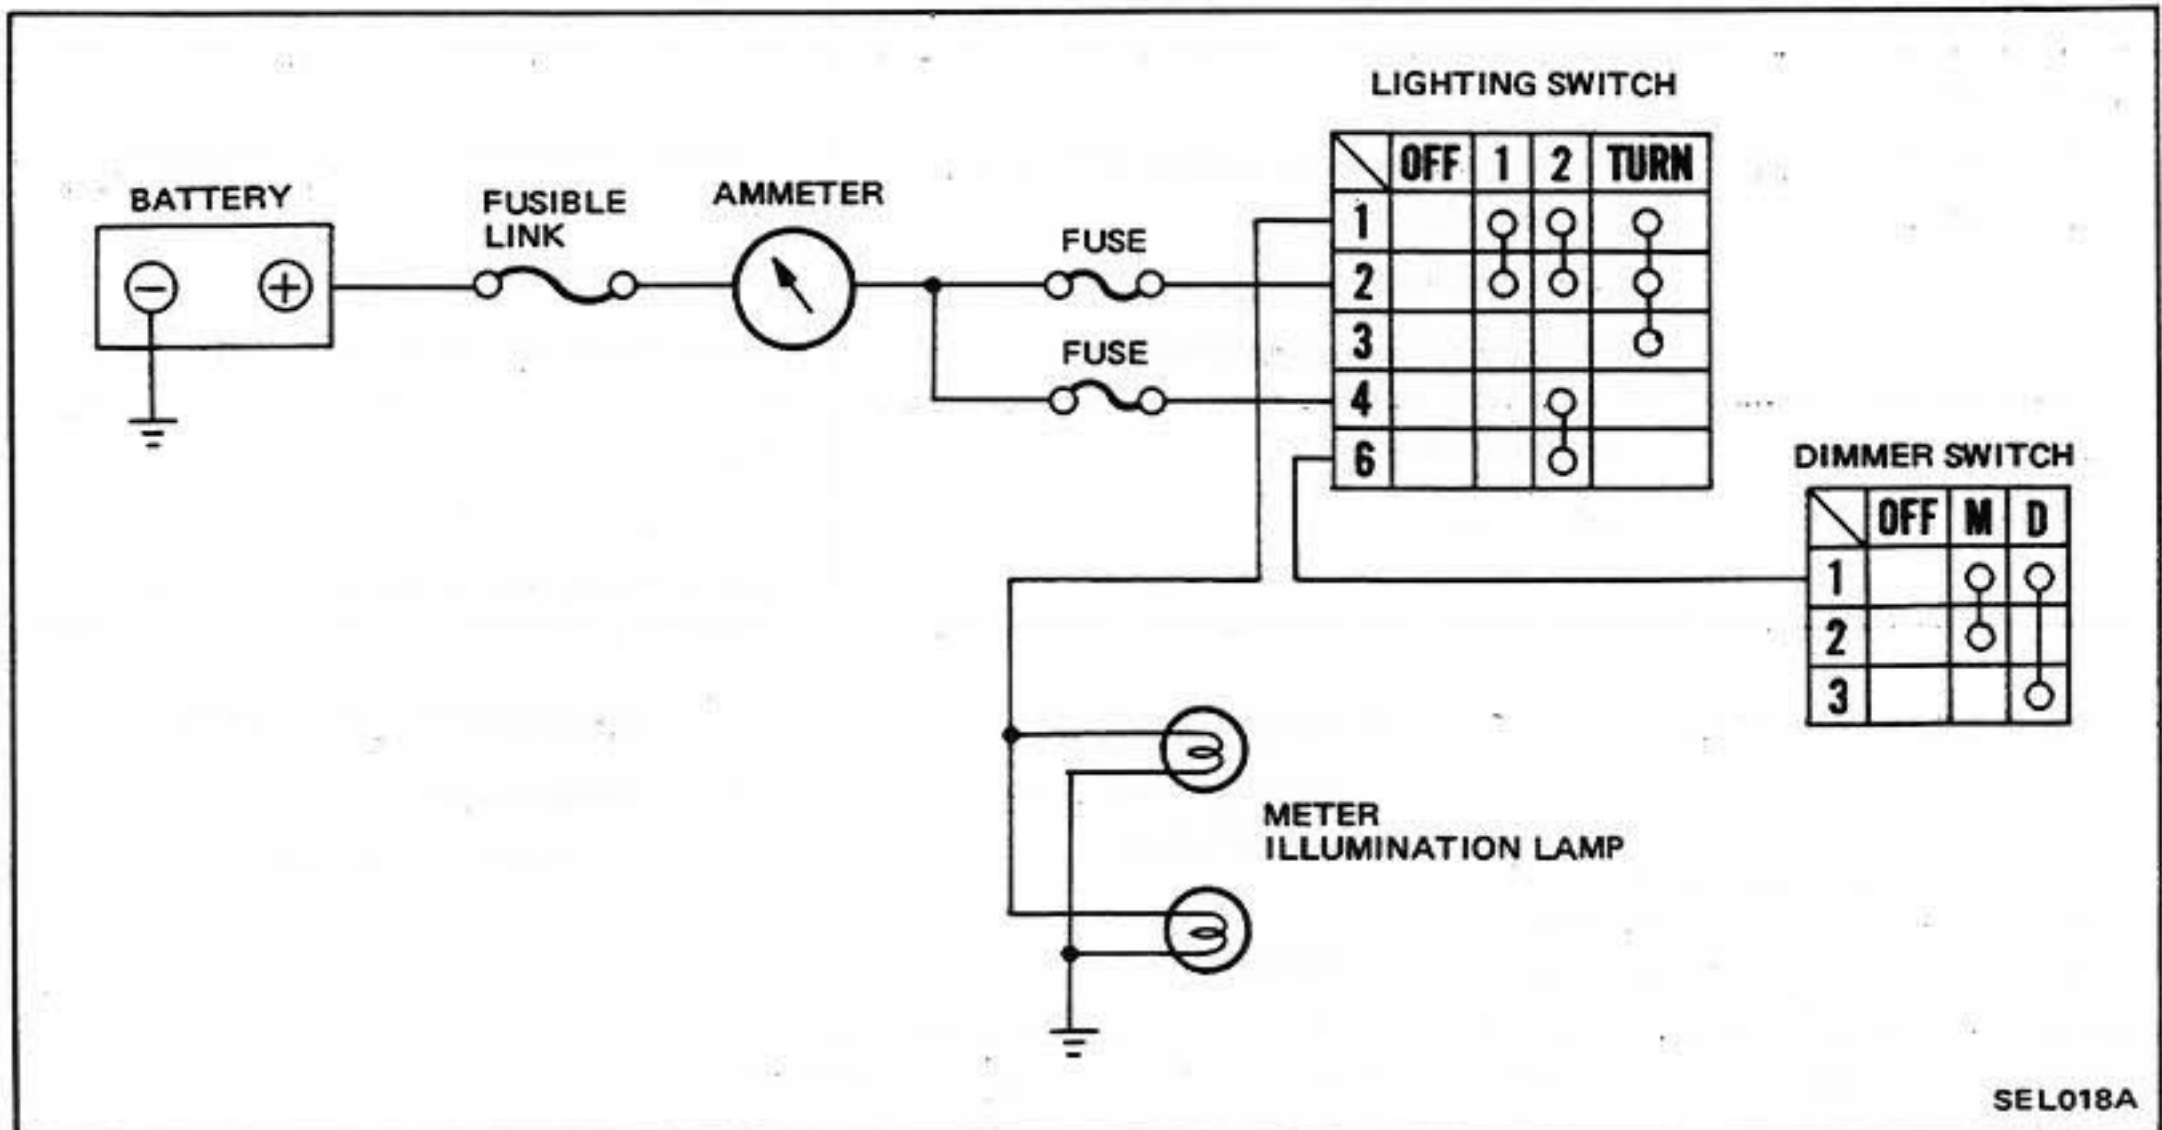 LIGHTING SWITCH
OFF 1 2 TURN
1
2
3
4
6
BATTERY
− +
FUSIBLE
LINK
AMMETER
FUSE
FUSE
DIMMER SWITCH
OFF M D
1
2
3
METER
ILLUMINATION LAMP
SEL018A